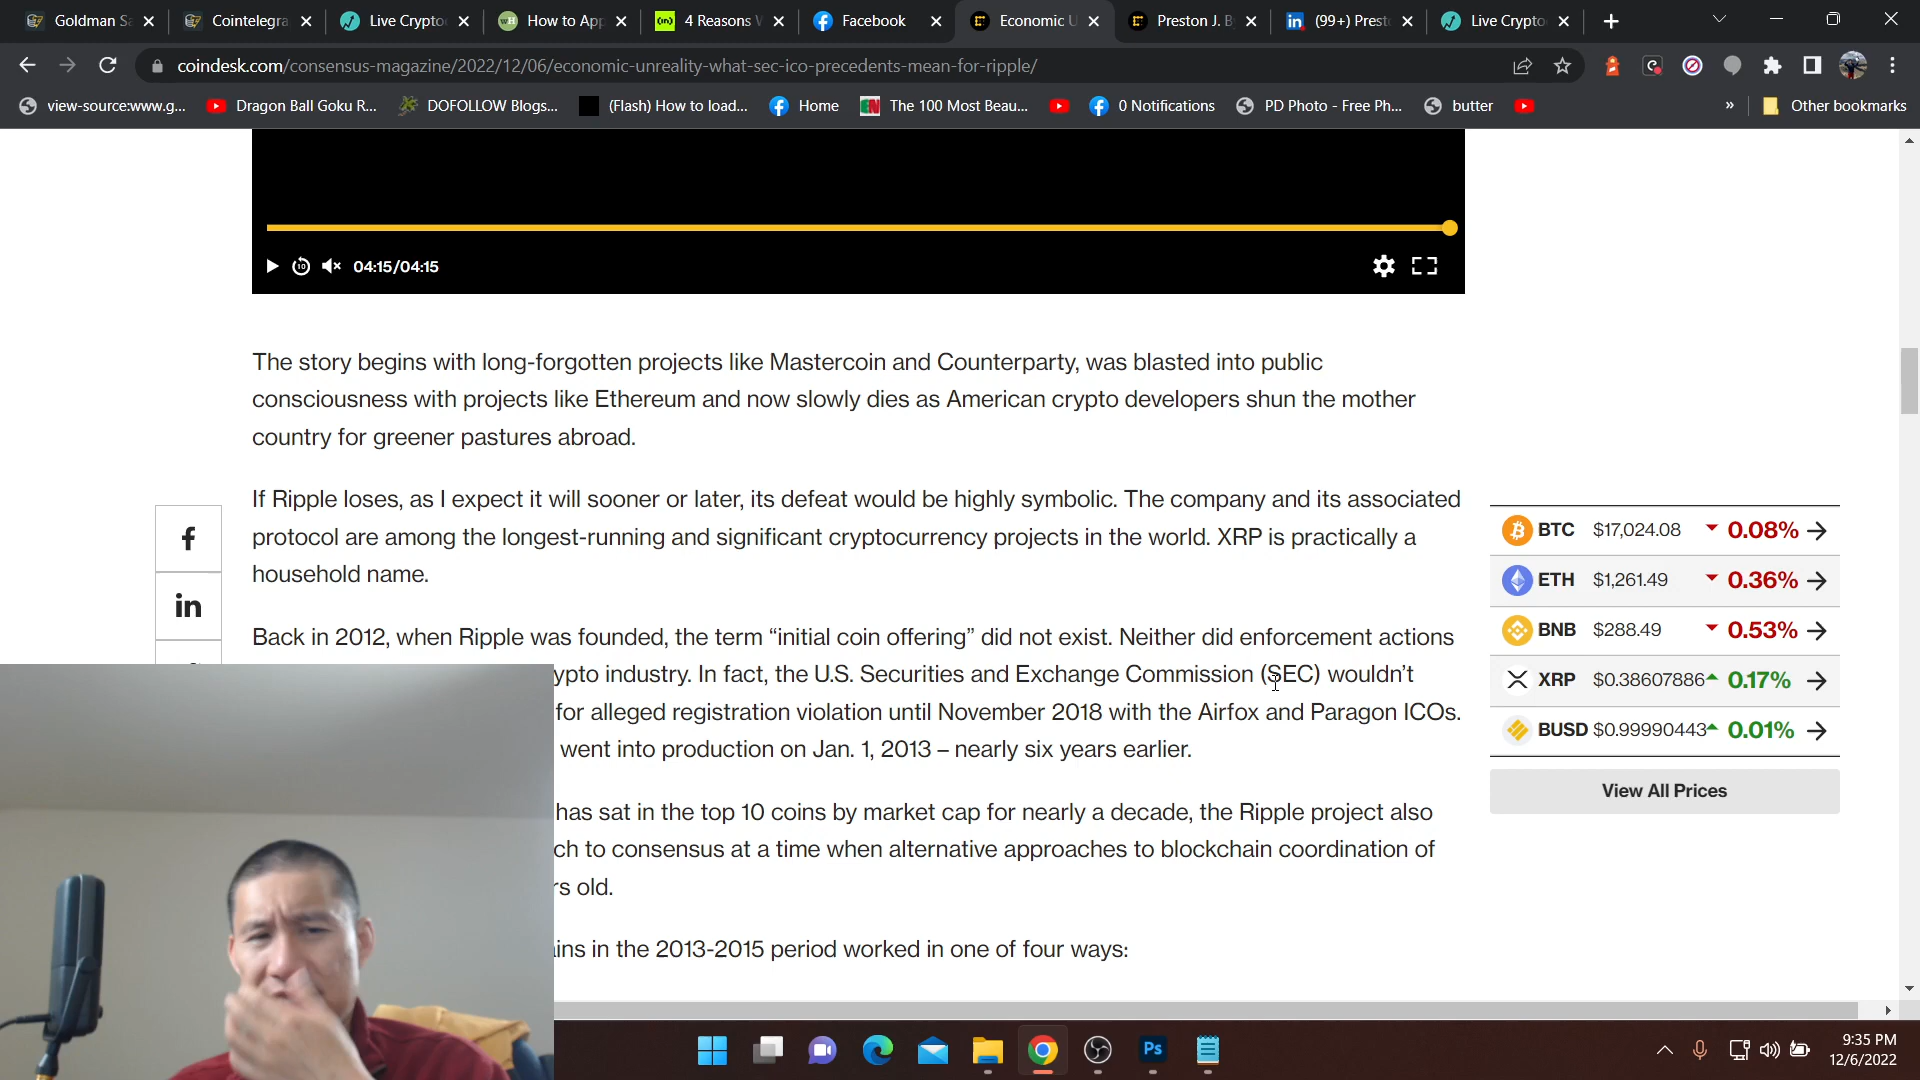 Goldman Sa
Cointelegra
Live Crypto
How to App
4 Reasons W
Facebook
Economic U
Preston J. B
(99+) Prest
Live Crypto
coindesk.com/consensus-magazine/2022/12/06/economic-unreality-what-sec-ico-precedents-mean-for-ripple/
view-source:www.g...
Dragon Ball Goku R...
DOFOLLOW Blogs...
(Flash) How to load...
Home
The 100 Most Beau...
0 Notifications
PD Photo - Free Ph...
butter
»
Other bookmarks
04:15/04:15
The story begins with long-forgotten projects like Mastercoin and Counterparty, was blasted into public
consciousness with projects like Ethereum and now slowly dies as American crypto developers shun the mother
country for greener pastures abroad.
If Ripple loses, as I expect it will sooner or later, its defeat would be highly symbolic. The company and its associated
protocol are among the longest-running and significant cryptocurrency projects in the world. XRP is practically a
household name.
Back in 2012, when Ripple was founded, the term “initial coin offering” did not exist. Neither did enforcement actions
ypto industry. In fact, the U.S. Securities and Exchange Commission (SEC) wouldn’t
for alleged registration violation until November 2018 with the Airfox and Paragon ICOs.
went into production on Jan. 1, 2013 – nearly six years earlier.
has sat in the top 10 coins by market cap for nearly a decade, the Ripple project also
ch to consensus at a time when alternative approaches to blockchain coordination of
rs old.
ains in the 2013-2015 period worked in one of four ways:
BTC $17,024.08 0.08%
ETH $1,261.49 0.36%
BNB $288.49 0.53%
XRP $0.38607886 0.17%
BUSD $0.99990443 0.01%
View All Prices
9:35 PM
12/6/2022